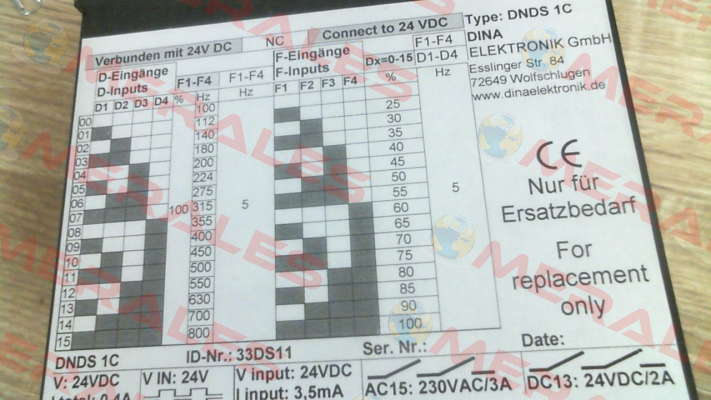 Verbunden mit 24V DC
NC
Connect to 24 VDC
Type: DNDS 1C
DINA
ELEKTRONIK GmbH
Esslinger Str. 84
72649 Wolfschlugen
www.dinaelektronik.de
D-Eingänge
D-Inputs
F1-F4
F1-F4
F-Eingänge
F-Inputs
Dx=0-15
F1-F4
D1-D4
D1 D2 D3 D4 % Hz Hz F1 F2 F3 F4 % Hz
00 100 25
01 112 30
02 140 35
03 180 40
04 200 45
05 224 50
06 275 55
07 100 315 5 60 5
08 355 65
09 400 70
10 450 75
11 500 80
12 550 85
13 630 90
14 700 100
15 800
CE
Nur für
Ersatzbedarf
For
replacement
only
DNDS 1C
ID-Nr.: 33DS11
Ser. Nr.:
Date:
V: 24VDC
V IN: 24V
V input: 24VDC
I input: 3,5mA
AC15: 230VAC/3A
DC13: 24VDC/2A
I total: 0,4A
MERALES